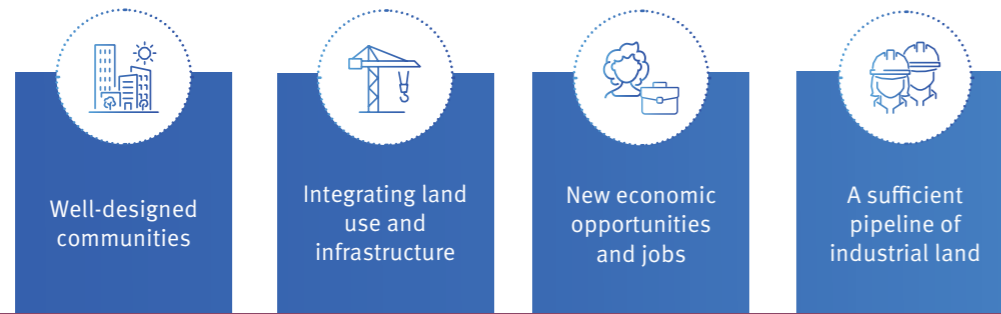 Well-designed
communities
Integrating land
use and
infrastructure
New economic
opportunities
and jobs
A sufficient
pipeline of
industrial land